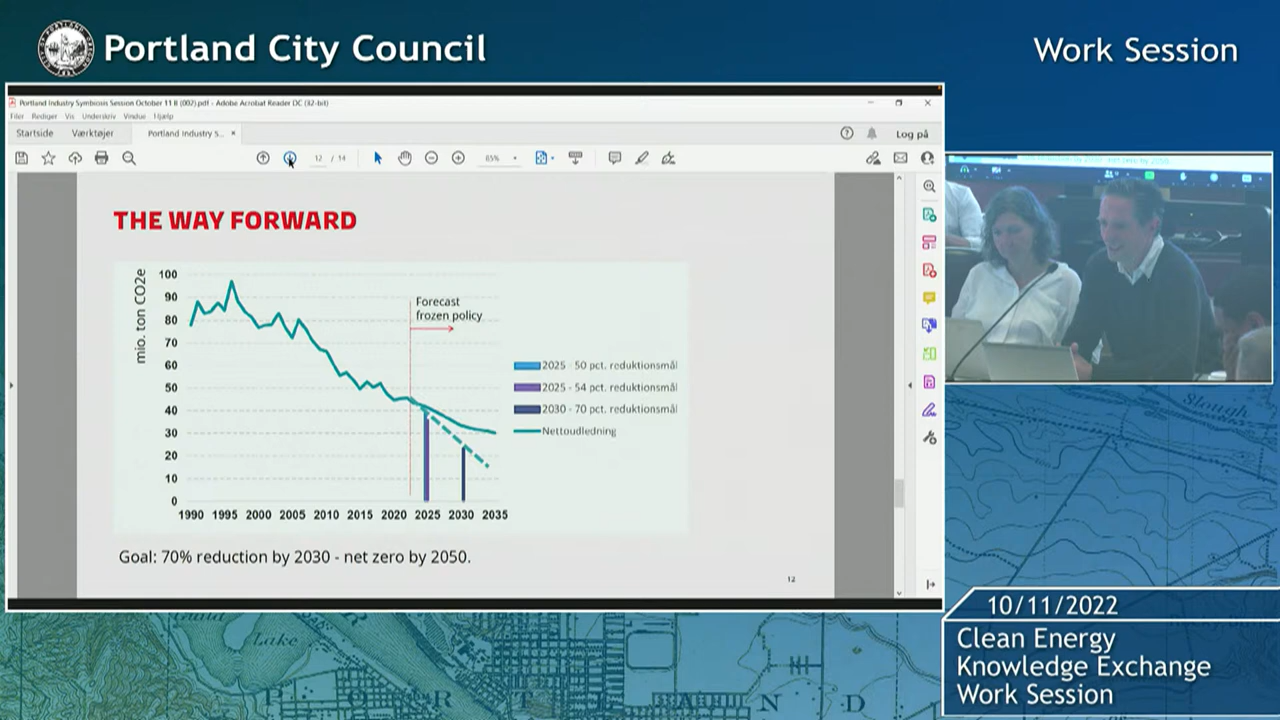 Portland City Council
Work Session
Portland Industry Symbiosis Session October 11 B (002).pdf - Adobe Acrobat Reader DC (32-bit)
Filer Rediger Vis Underskriv Vindue Hjælp
Startside Værktøjer Portland Industry S... × Log på
12 / 14 85%
THE WAY FORWARD
mio. ton CO2e
100
90
80
70
60
50
40
30
20
10
0
Forecast
frozen policy
1990 1995 2000 2005 2010 2015 2020 2025 2030 2035
2025 - 50 pct. reduktionsmål
2025 - 54 pct. reduktionsmål
2030 - 70 pct. reduktionsmål
Nettoudledning
Goal: 70% reduction by 2030 - net zero by 2050.
12
10/11/2022
Clean Energy
Knowledge Exchange
Work Session
Slough
Guild
Lake
PORTLAND